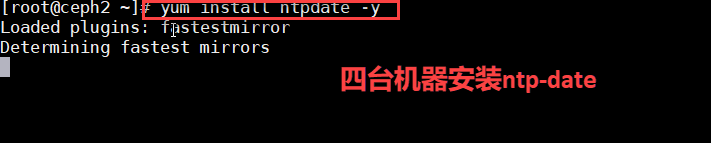 [root@ceph2 ~]# yum install ntpdate -y
Loaded plugins: fastestmirror
Determining fastest mirrors
四台机器安装ntp-date